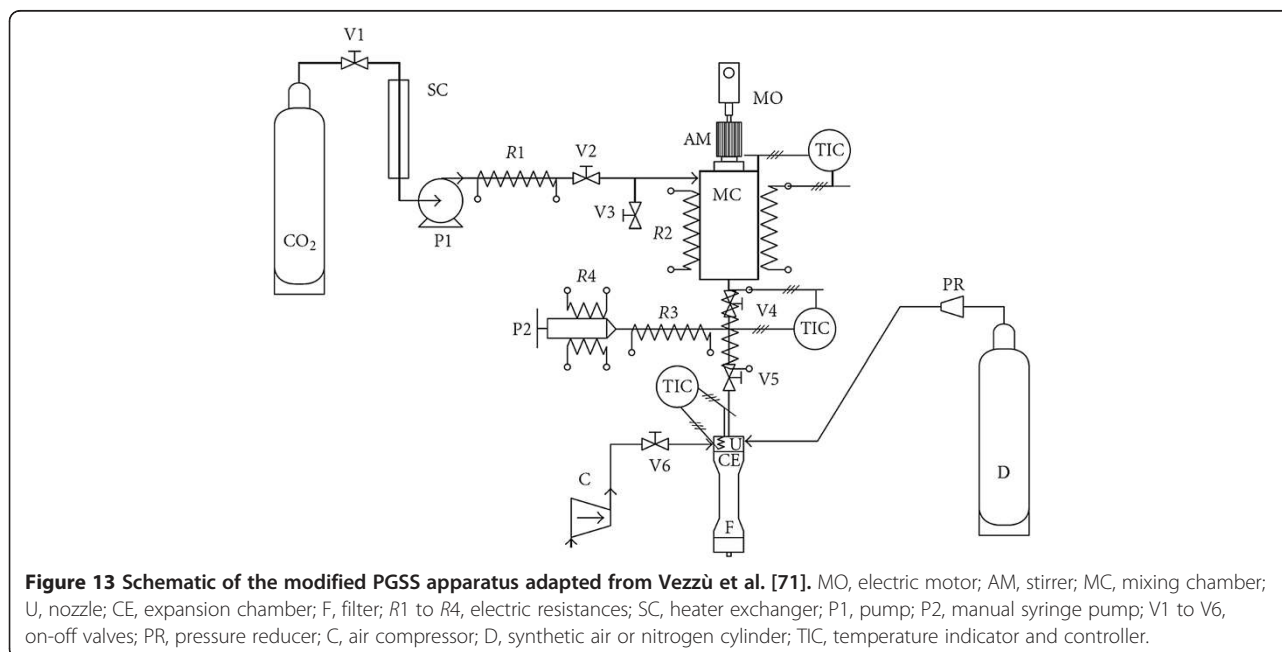 V1
SC
MO
AM
TIC
R1
V2
MC
V3
R2
CO2
P1
R4
PR
V4
P2
R3
TIC
V5
TIC
U
CE
V6
C
D
F
Figure 13 Schematic of the modified PGSS apparatus adapted from Vezzù et al. [71]. MO, electric motor; AM, stirrer; MC, mixing chamber;
U, nozzle; CE, expansion chamber; F, filter; R1 to R4, electric resistances; SC, heater exchanger; P1, pump; P2, manual syringe pump; V1 to V6,
on-off valves; PR, pressure reducer; C, air compressor; D, synthetic air or nitrogen cylinder; TIC, temperature indicator and controller.